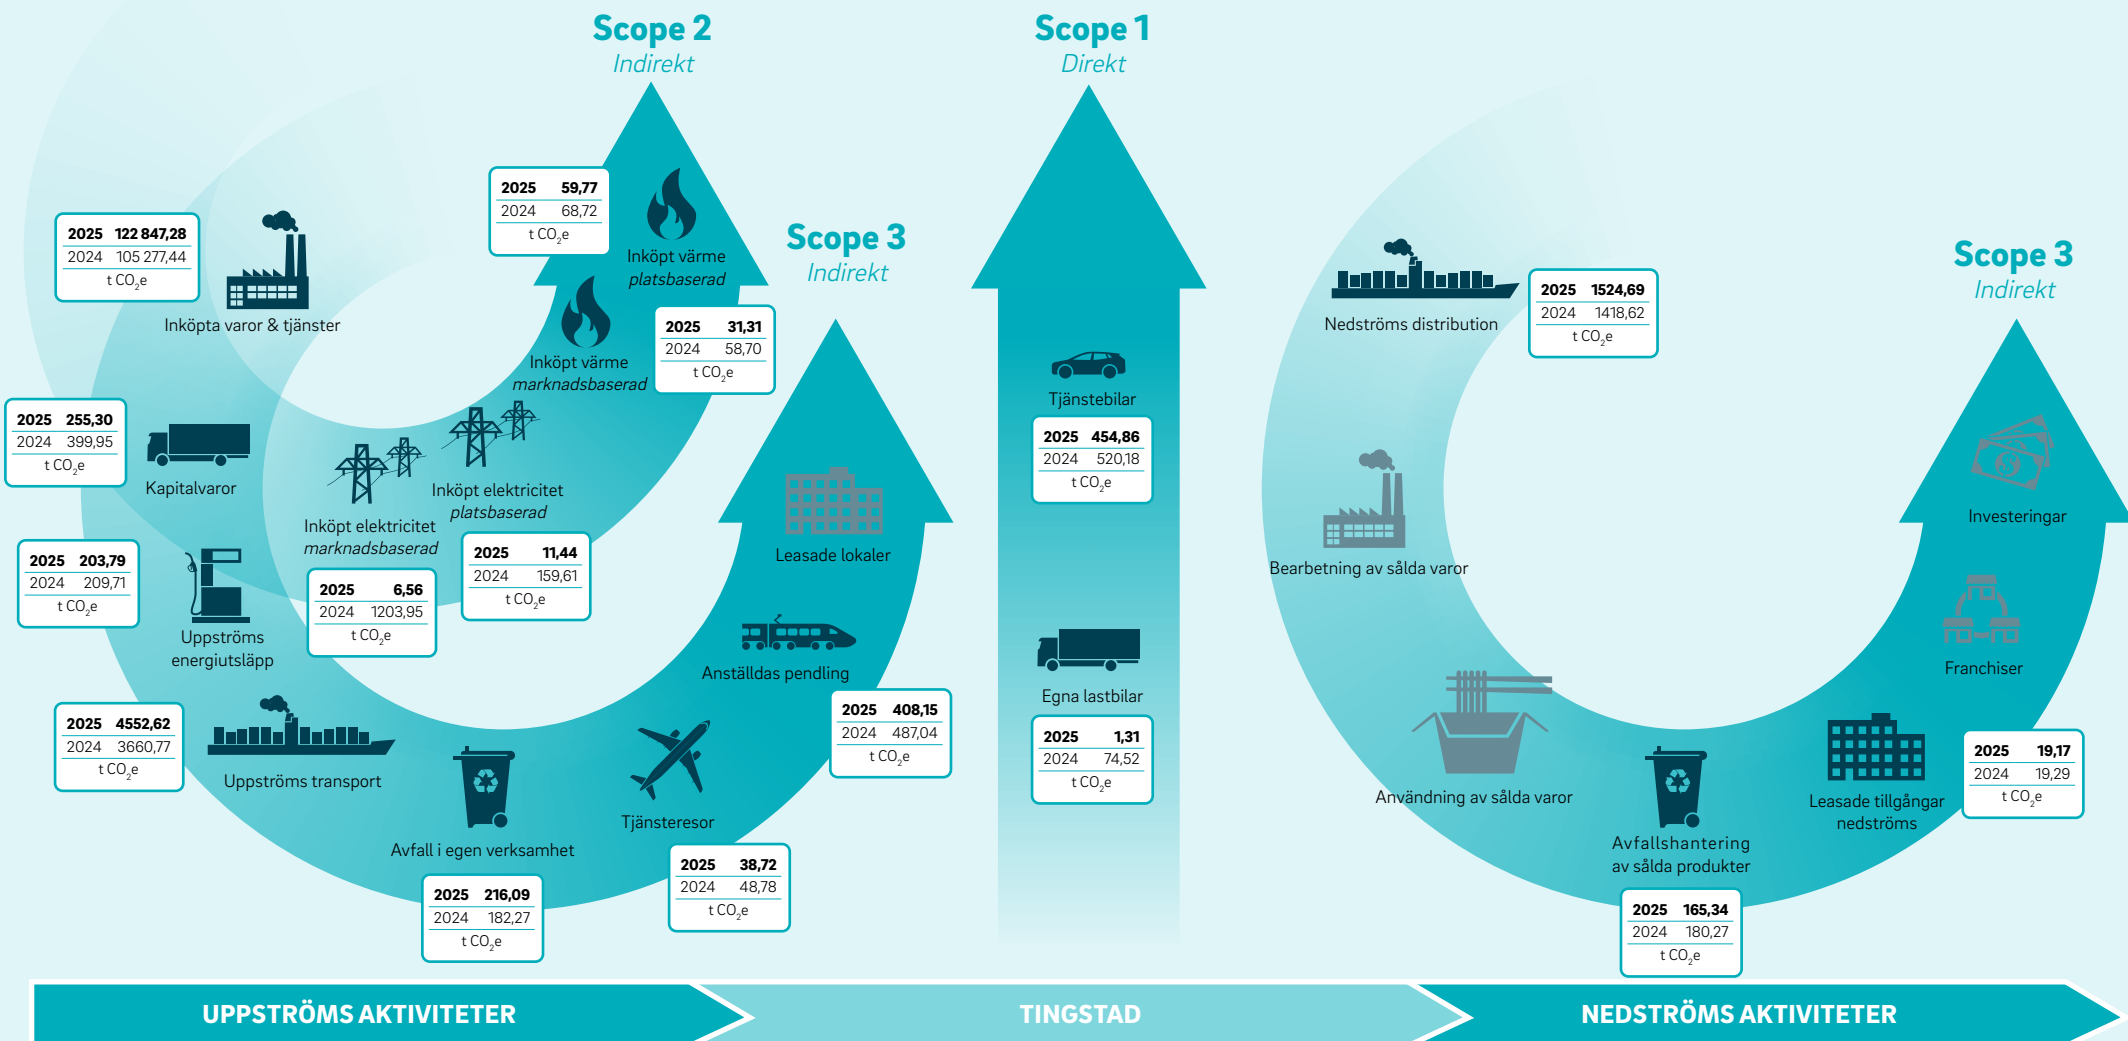 Scope 2
Indirekt
2025 59,77
2024 68,72
t CO₂e
Inköpt värme
platsbaserad
2025 31,31
2024 58,70
t CO₂e
Inköpt värme
marknadsbaserad
Inköpt elektricitet
platsbaserad
2025 11,44
2024 159,61
t CO₂e
Inköpt elektricitet
marknadsbaserad
2025 6,56
2024 1203,95
t CO₂e
Scope 3
Indirekt
2025 122 847,28
2024 105 277,44
t CO₂e
Inköpta varor & tjänster
2025 255,30
2024 399,95
t CO₂e
Kapitalvaror
2025 203,79
2024 209,71
t CO₂e
Uppströms
energiutsläpp
2025 4552,62
2024 3660,77
t CO₂e
Uppströms transport
Avfall i egen verksamhet
2025 216,09
2024 182,27
t CO₂e
Tjänsteresor
2025 38,72
2024 48,78
t CO₂e
Anställdas pendling
2025 408,15
2024 487,04
t CO₂e
Leasade lokaler
Scope 1
Direkt
Tjänstebilar
2025 454,86
2024 520,18
t CO₂e
Egna lastbilar
2025 1,31
2024 74,52
t CO₂e
Scope 3
Indirekt
Nedströms distribution
2025 1524,69
2024 1418,62
t CO₂e
Bearbetning av sålda varor
Användning av sålda varor
Avfallshantering
av sålda produkter
2025 165,34
2024 180,27
t CO₂e
Leasade tillgångar
nedströms
2025 19,17
2024 19,29
t CO₂e
Franchiser
Investeringar
UPPSTRÖMS AKTIVITETER
TINGSTAD
NEDSTRÖMS AKTIVITETER